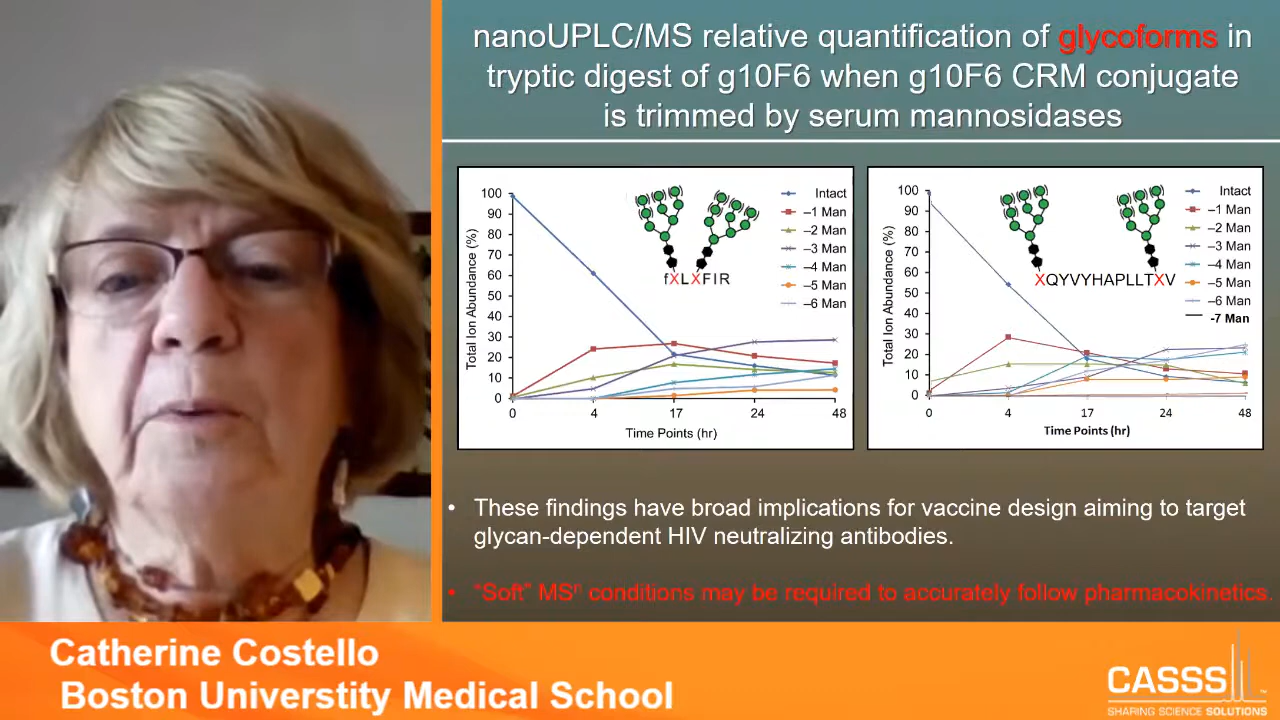 nanoUPLC/MS relative quantification of glycoforms in
tryptic digest of g10F6 when g10F6 CRM conjugate
is trimmed by serum mannosidases
Total Ion Abundance (%)
100
90
80
70
60
50
40
30
20
10
0
0 4 17 24 48
Time Points (hr)
fXLXFIR
Intact
–1 Man
–2 Man
–3 Man
–4 Man
–5 Man
–6 Man
Total Ion Abundance (%)
100
90
80
70
60
50
40
30
20
10
0
0 4 17 24 48
Time Points (hr)
XQYVYHAPLLTXV
Intact
–1 Man
–2 Man
–3 Man
–4 Man
–5 Man
–6 Man
-7 Man
• These findings have broad implications for vaccine design aiming to target
glycan-dependent HIV neutralizing antibodies.
• “Soft” MSⁿ conditions may be required to accurately follow pharmacokinetics.
Catherine Costello
Boston Universtity Medical School
CASSS
SHARING SCIENCE SOLUTIONS